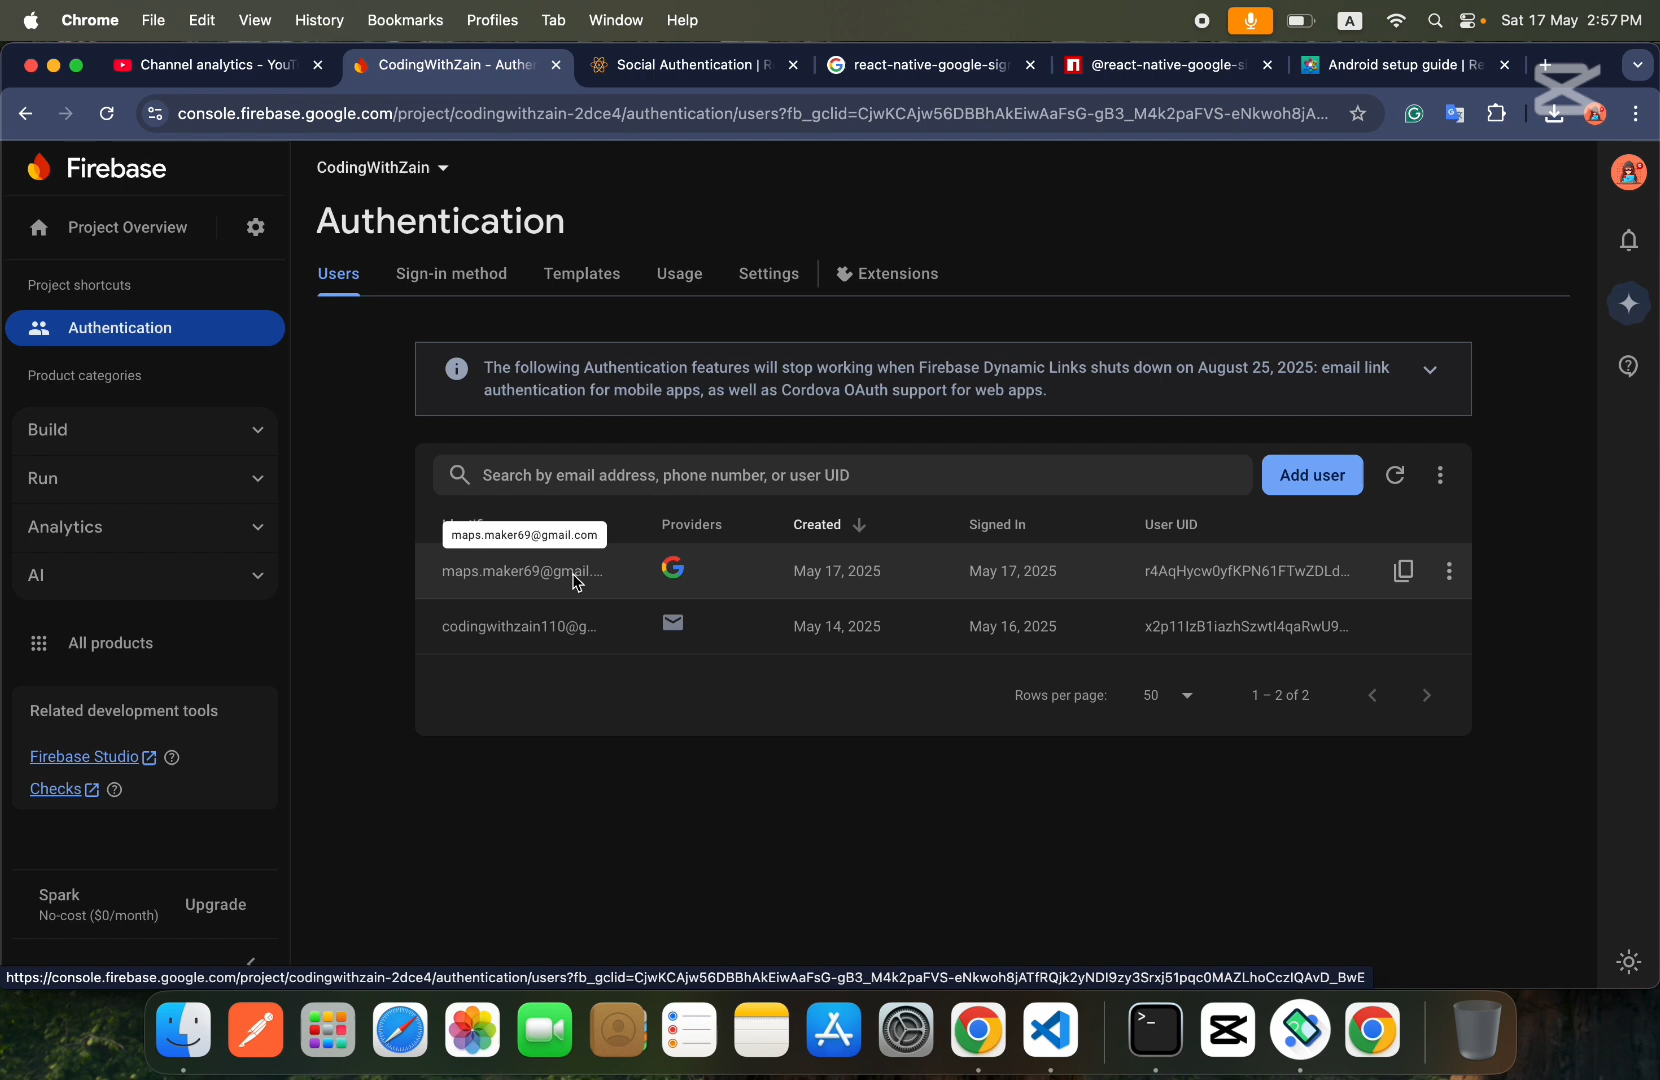 Chrome File Edit View History Bookmarks Profiles Tab Window Help
A
Sat 17 May 2:57 PM
Channel analytics - YouT
CodingWithZain - Authe
Social Authentication | R
react-native-google-sig
@react-native-google-s
Android setup guide | Re
console.firebase.google.com/project/codingwithzain-2dce4/authentication/users?fb_gclid=CjwKCAjw56DBBhAkEiwAaFsG-gB3_M4k2paFVS-eNkwoh8jA...
Firebase
Project Overview
Project shortcuts
Authentication
Product categories
Build
Run
Analytics
AI
All products
Related development tools
Firebase Studio
Checks
Spark
No-cost ($0/month)
Upgrade
CodingWithZain
Authentication
Users Sign-in method Templates Usage Settings Extensions
The following Authentication features will stop working when Firebase Dynamic Links shuts down on August 25, 2025: email link
authentication for mobile apps, as well as Cordova OAuth support for web apps.
Search by email address, phone number, or user UID
Add user
Providers Created Signed In User UID
maps.maker69@gmail.com
maps.maker69@gmail.... May 17, 2025 May 17, 2025 r4AqHycw0yfKPN61FTwZDLd...
codingwithzain110@g... May 14, 2025 May 16, 2025 x2p11IzB1iazhSzwtl4qaRwU9...
Rows per page: 50 1 – 2 of 2
https://console.firebase.google.com/project/codingwithzain-2dce4/authentication/users?fb_gclid=CjwKCAjw56DBBhAkEiwAaFsG-gB3_M4k2paFVS-eNkwoh8jATfRQjk2yNDI9zy3Srxj51pqc0MAZLhoCczIQAvD_BwE